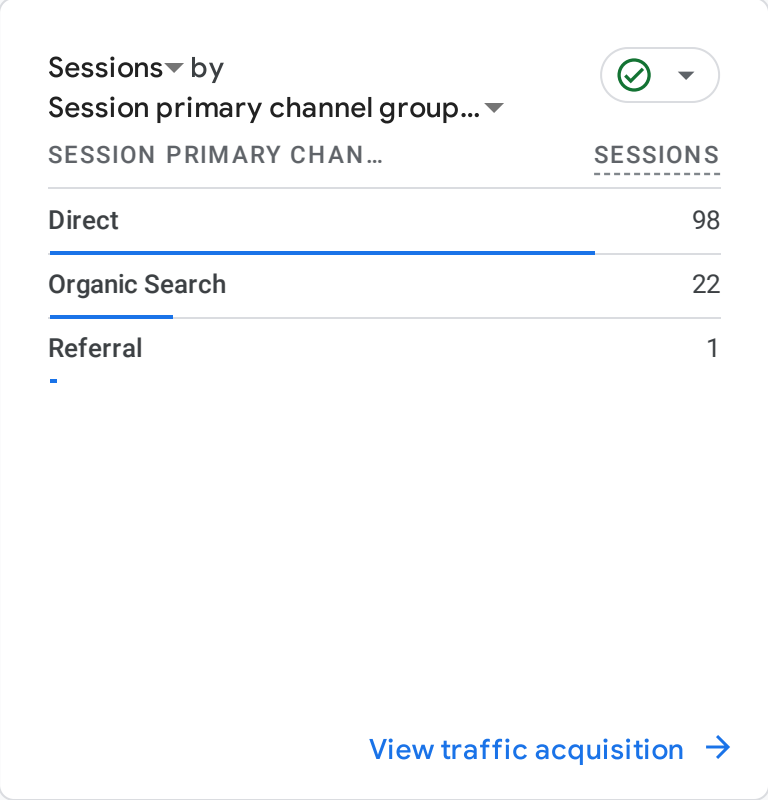 Sessions by
Session primary channel group...
SESSION PRIMARY CHAN... SESSIONS
Direct 98
Organic Search 22
Referral 1
View traffic acquisition